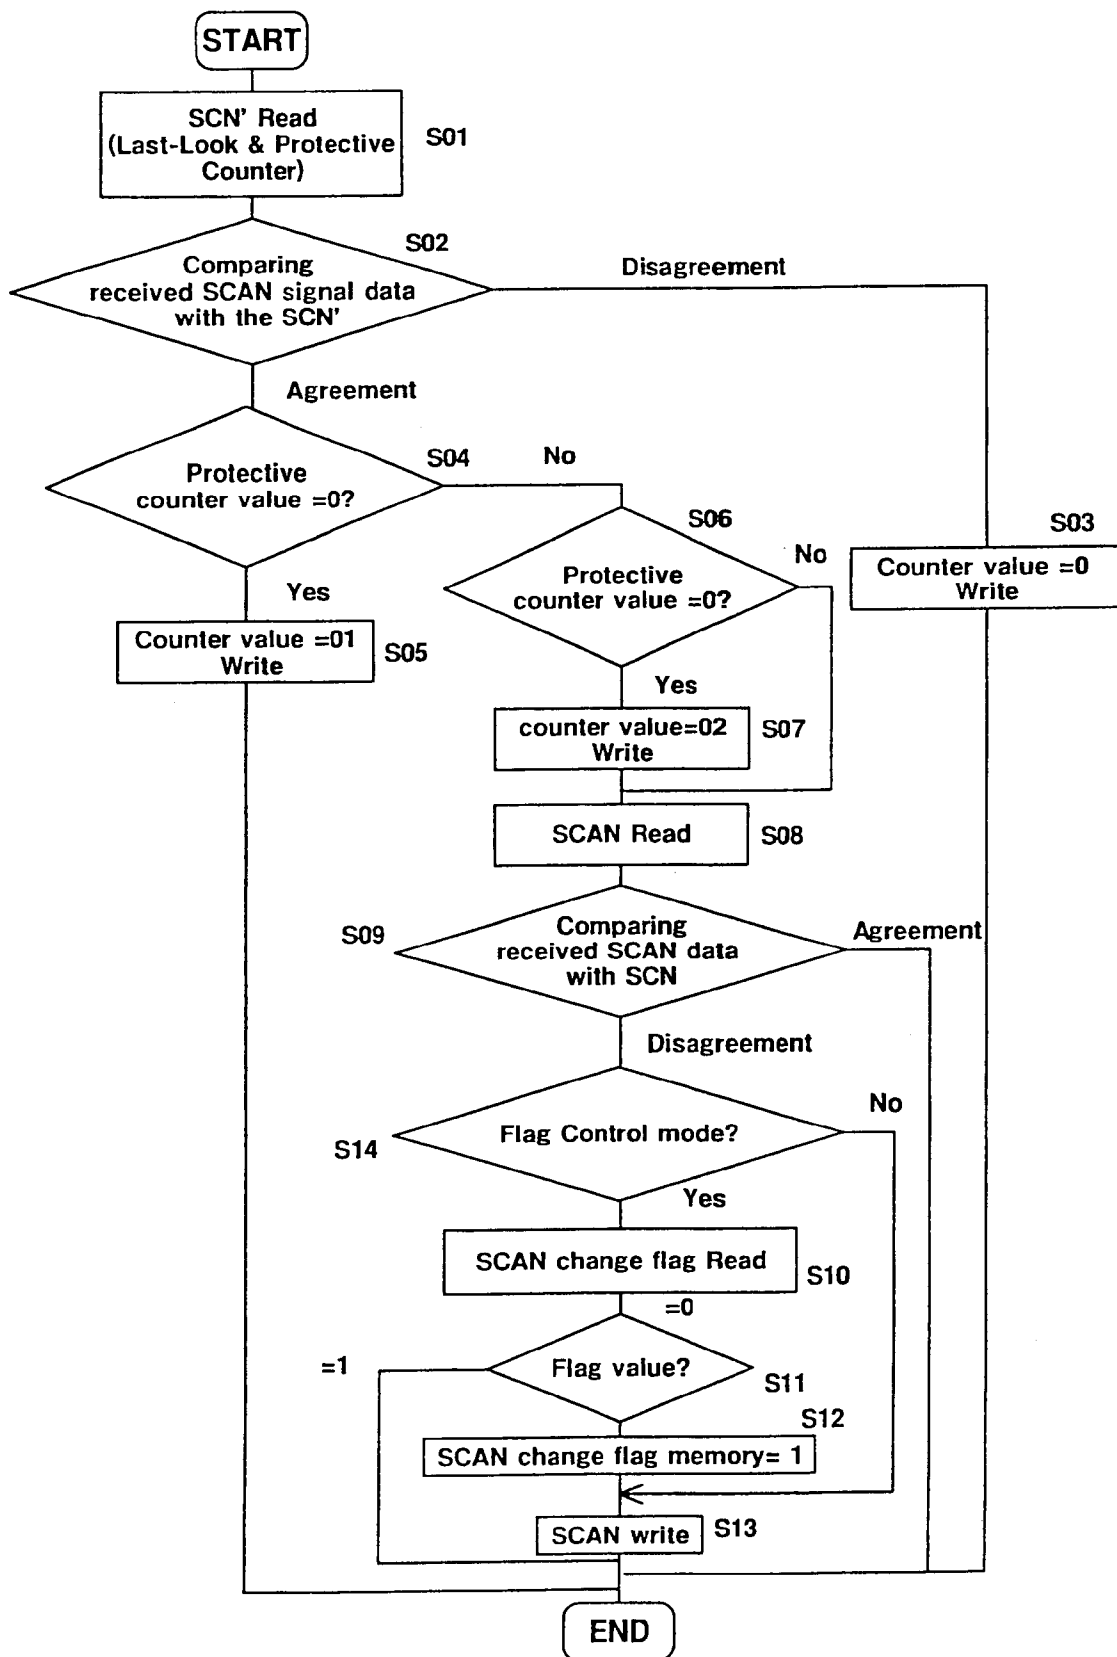 START
SCN' Read
(Last-Look & Protective
Counter)
S01
S02
Comparing
received SCAN signal data
with the SCN'
Disagreement
Agreement
S04
No
Protective
counter value =0?
S06
S03
No
Counter value =0
Write
Protective
counter value =0?
Yes
Counter value =01
Write
S05
Yes
counter value=02
Write
S07
SCAN Read
S08
S09
Comparing
received SCAN data
with SCN
Agreement
Disagreement
No
Flag Control mode?
S14
Yes
SCAN change flag Read
S10
=0
=1
Flag value?
S11
S12
SCAN change flag memory= 1
SCAN write
S13
END